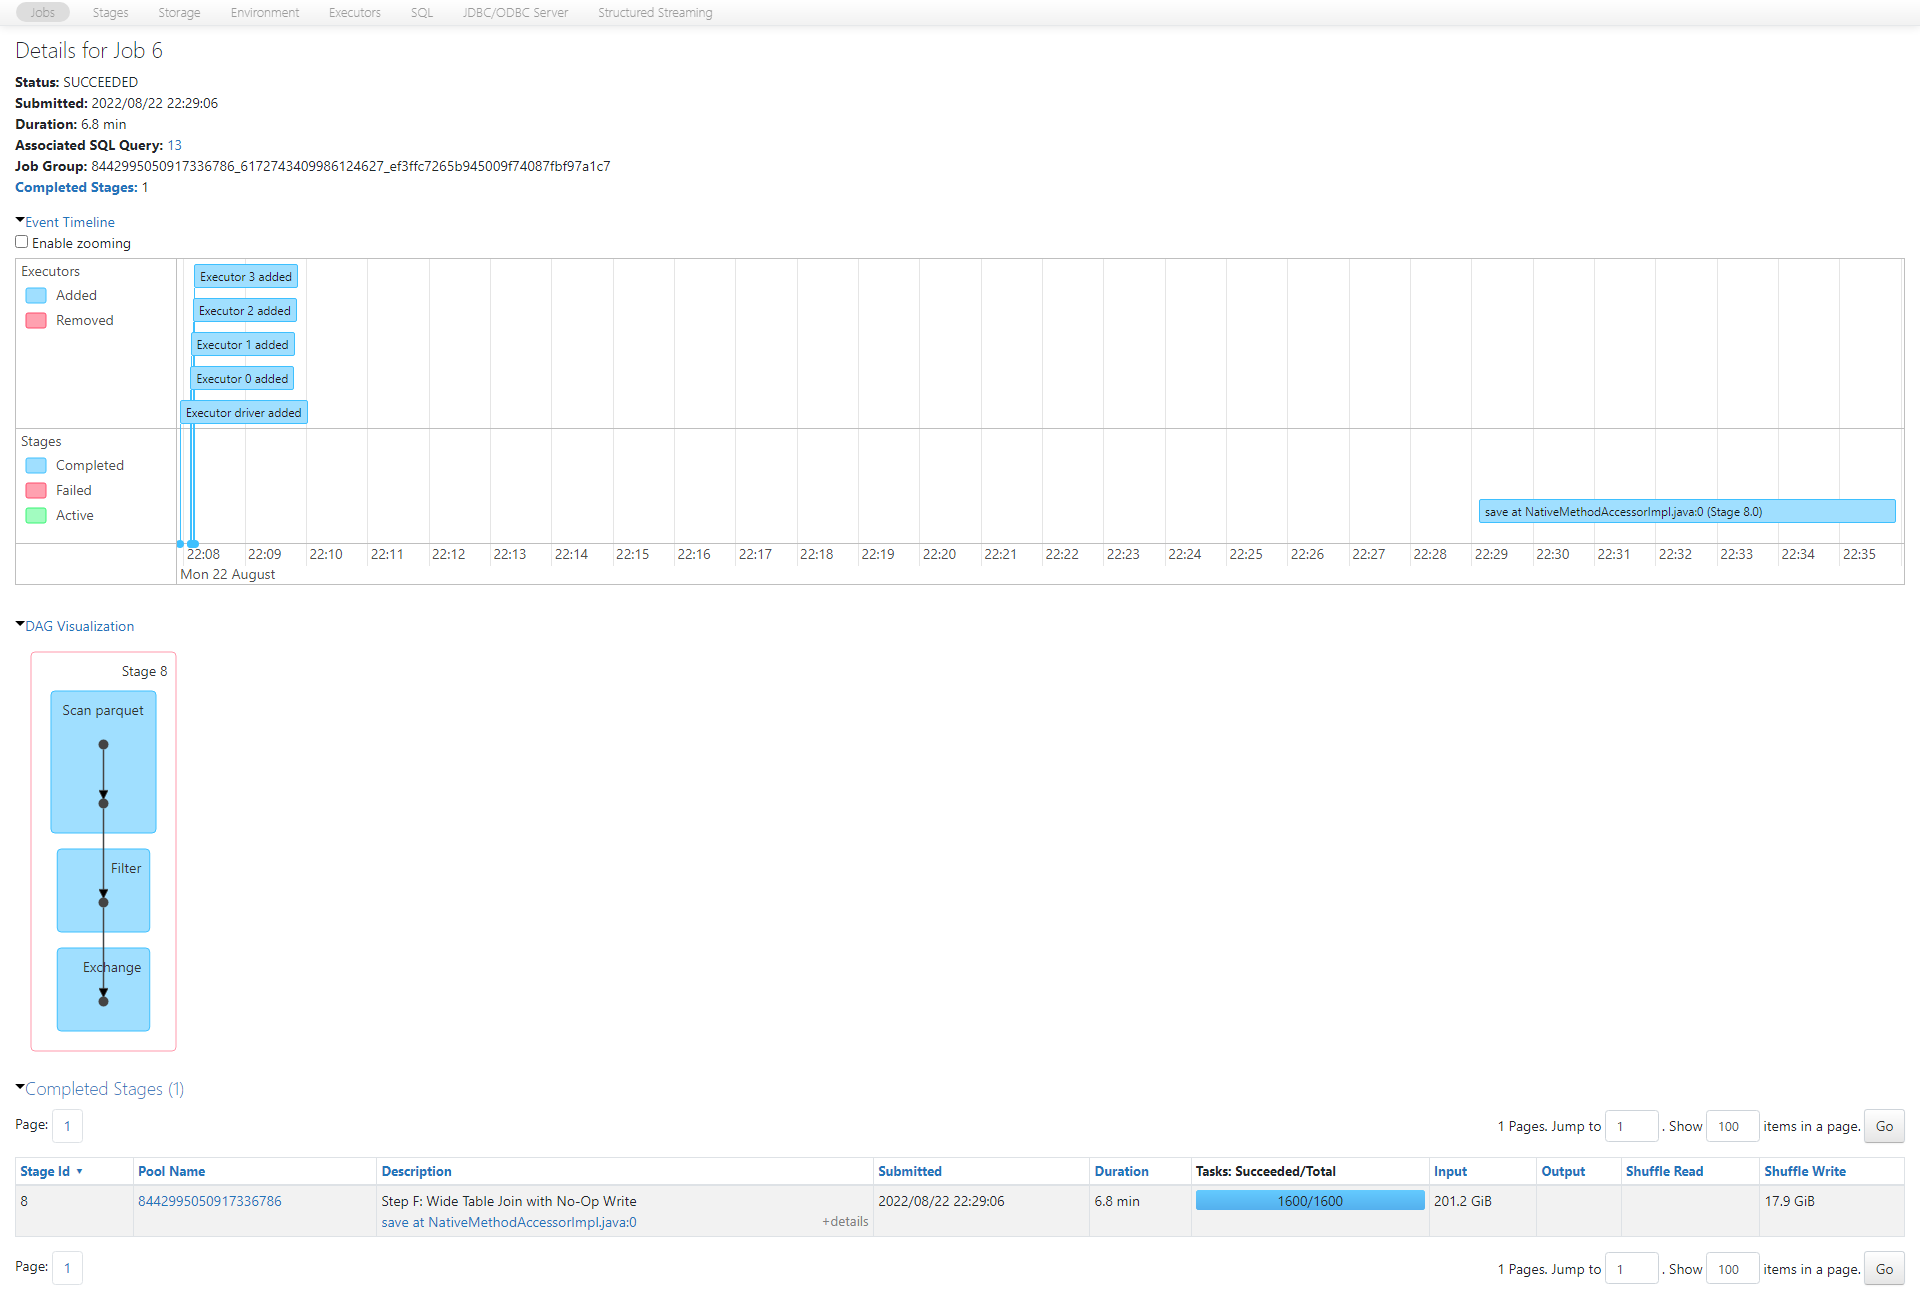 Jobs Stages Storage Environment Executors SQL JDBC/ODBC Server Structured Streaming
Details for Job 6
Status: SUCCEEDED
Submitted: 2022/08/22 22:29:06
Duration: 6.8 min
Associated SQL Query: 13
Job Group: 8442995050917336786_6172743409986124627_ef3ffc7265b945009f74087fbf97a1c7
Completed Stages: 1
Event Timeline
Enable zooming
Executors
Added
Removed
Executor 3 added
Executor 2 added
Executor 1 added
Executor 0 added
Executor driver added
Stages
Completed
Failed
Active
save at NativeMethodAccessorImpl.java:0 (Stage 8.0)
22:08 22:09 22:10 22:11 22:12 22:13 22:14 22:15 22:16 22:17 22:18 22:19 22:20 22:21 22:22 22:23 22:24 22:25 22:26 22:27 22:28 22:29 22:30 22:31 22:32 22:33 22:34 22:35
Mon 22 August
DAG Visualization
Stage 8
Scan parquet
Filter
Exchange
Completed Stages (1)
Page: 1 1 Pages. Jump to 1 . Show 100 items in a page. Go
Stage Id ▾ Pool Name Description Submitted Duration Tasks: Succeeded/Total Input Output Shuffle Read Shuffle Write
8 8442995050917336786 Step F: Wide Table Join with No-Op Write 2022/08/22 22:29:06 6.8 min 1600/1600 201.2 GiB 17.9 GiB
save at NativeMethodAccessorImpl.java:0 +details
Page: 1 1 Pages. Jump to 1 . Show 100 items in a page. Go